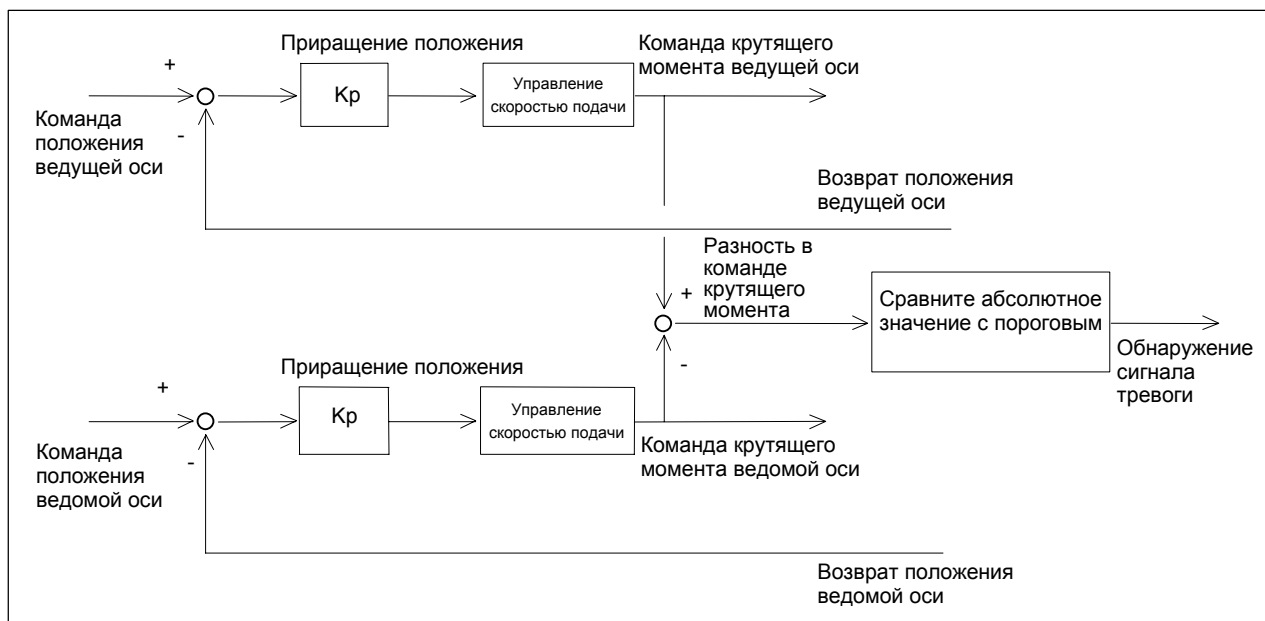 Приращение положения
Команда крутящего
момента ведущей оси
+
Kp
Управление
скоростью подачи
Команда
положения
ведущей оси
-
Возврат положения
ведущей оси
Разность в
команде
крутящего
момента
+
Сравните абсолютное
значение с пороговым
Обнаружение
сигнала
тревоги
-
Приращение положения
+
Kp
Управление
скоростью подачи
Команда крутящего
момента ведомой оси
Команда
положения
ведомой оси
-
Возврат положения
ведомой оси